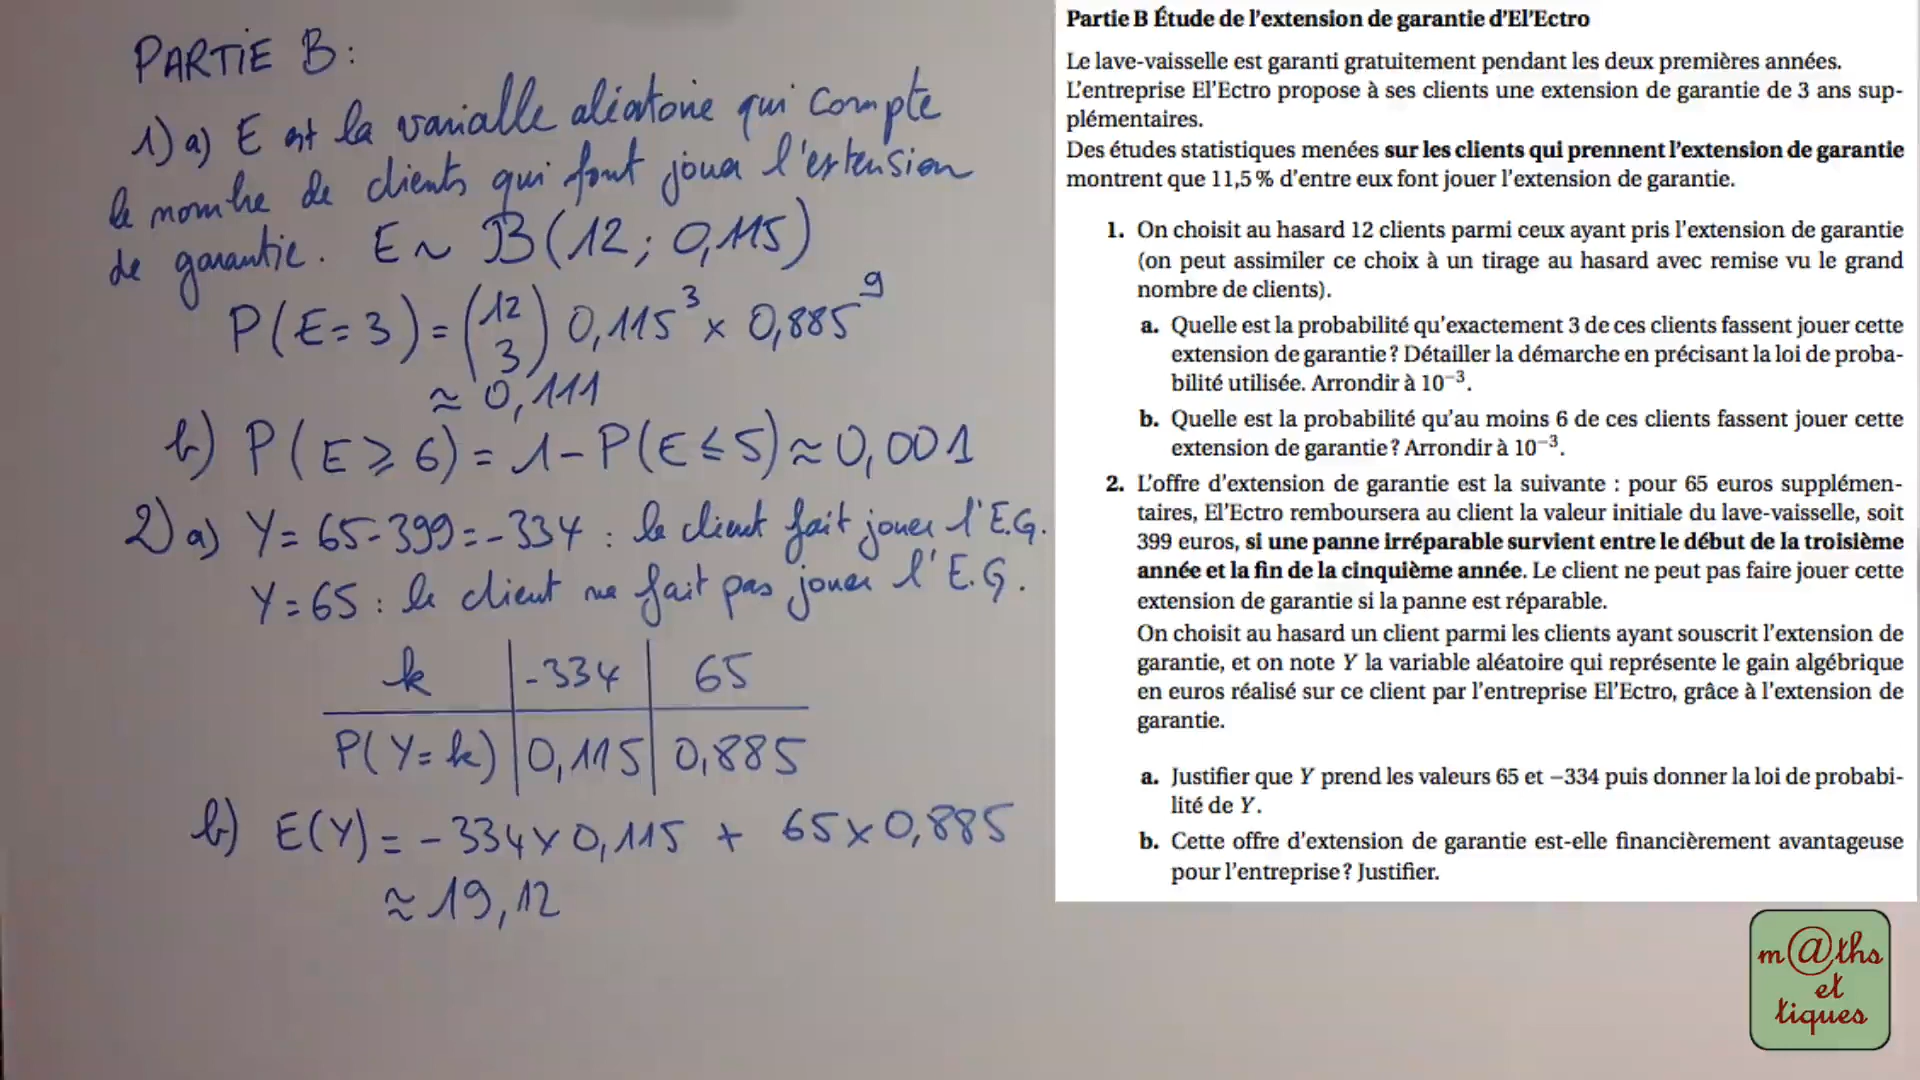 PARTIE B :
1) a) E est la variable aléatoire qui compte
le nombre de clients qui font jouer l'extension
de garantie. E ~ B(12 ; 0,115)
P(E=3) = (12 3) 0,115³ × 0,885⁹
≈ 0,111
b) P(E ⩾ 6) = 1 – P(E ≤ 5) ≈ 0,001
2) a) Y = 65 - 399 = - 334 : le client fait jouer l'E.G.
Y = 65 : le client ne fait pas jouer l'E.G.
k | -334 | 65
P(Y=k) | 0,115 | 0,885
b) E(Y) = - 334 × 0,115 + 65 × 0,885
≈ 19,12
Partie B Étude de l'extension de garantie d'El'Ectro
Le lave-vaisselle est garanti gratuitement pendant les deux premières années.
L'entreprise El'Ectro propose à ses clients une extension de garantie de 3 ans sup-
plémentaires.
Des études statistiques menées sur les clients qui prennent l'extension de garantie
montrent que 11,5 % d'entre eux font jouer l'extension de garantie.
1. On choisit au hasard 12 clients parmi ceux ayant pris l'extension de garantie
(on peut assimiler ce choix à un tirage au hasard avec remise vu le grand
nombre de clients).
a. Quelle est la probabilité qu'exactement 3 de ces clients fassent jouer cette
extension de garantie ? Détailler la démarche en précisant la loi de proba-
bilité utilisée. Arrondir à 10⁻³.
b. Quelle est la probabilité qu'au moins 6 de ces clients fassent jouer cette
extension de garantie ? Arrondir à 10⁻³.
2. L'offre d'extension de garantie est la suivante : pour 65 euros supplémen-
taires, El'Ectro remboursera au client la valeur initiale du lave-vaisselle, soit
399 euros, si une panne irréparable survient entre le début de la troisième
année et la fin de la cinquième année. Le client ne peut pas faire jouer cette
extension de garantie si la panne est réparable.
On choisit au hasard un client parmi les clients ayant souscrit l'extension de
garantie, et on note Y la variable aléatoire qui représente le gain algébrique
en euros réalisé sur ce client par l'entreprise El'Ectro, grâce à l'extension de
garantie.
a. Justifier que Y prend les valeurs 65 et −334 puis donner la loi de probabi-
lité de Y.
b. Cette offre d'extension de garantie est-elle financièrement avantageuse
pour l'entreprise ? Justifier.
m@ths
et
tiques